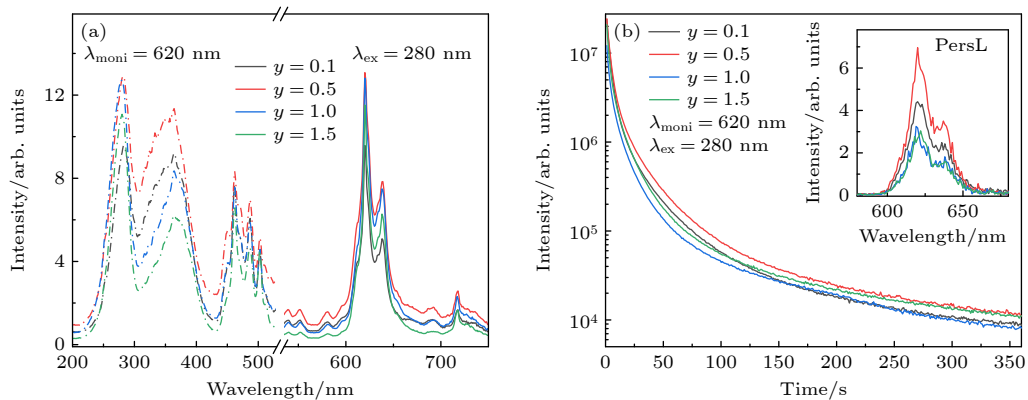 (a)
λmoni = 620 nm
λex = 280 nm
y = 0.1
y = 0.5
y = 1.0
y = 1.5
Intensity/arb. units
12
8
4
0
200 300 400 500 600 700
Wavelength/nm
(b)
y = 0.1
y = 0.5
y = 1.0
y = 1.5
λmoni = 620 nm
λex = 280 nm
Intensity/arb. units
10⁷
10⁶
10⁵
10⁴
0 50 100 150 200 250 300 350
Time/s
PersL
Intensity/arb. units
6
4
2
0
600 650
Wavelength/nm